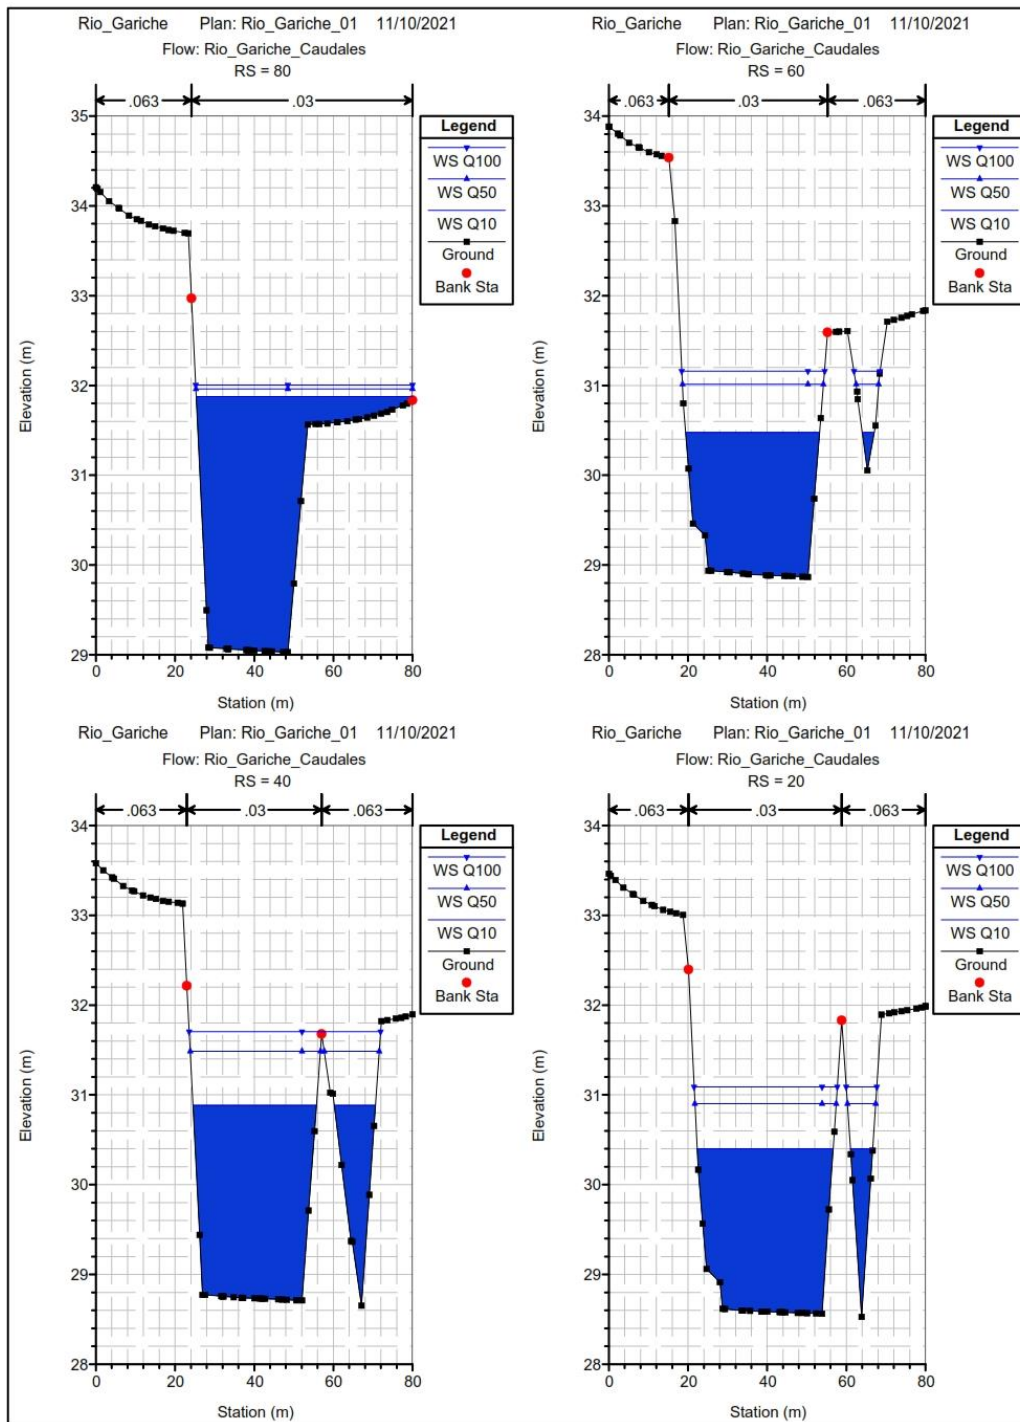 Rio_Gariche Plan: Rio_Gariche_01 11/10/2021
Flow: Rio_Gariche_Caudales
RS = 80
.063 .03
35
34
33
32
31
30
29
0 20 40 60 80
Elevation (m)
Station (m)
Legend
WS Q100
WS Q50
WS Q10
Ground
Bank Sta
Rio_Gariche Plan: Rio_Gariche_01 11/10/2021
Flow: Rio_Gariche_Caudales
RS = 60
.063 .03 .063
34
33
32
31
30
29
28
0 20 40 60 80
Elevation (m)
Station (m)
Legend
WS Q100
WS Q50
WS Q10
Ground
Bank Sta
Rio_Gariche Plan: Rio_Gariche_01 11/10/2021
Flow: Rio_Gariche_Caudales
RS = 40
.063 .03 .063
34
33
32
31
30
29
28
0 20 40 60 80
Elevation (m)
Station (m)
Legend
WS Q100
WS Q50
WS Q10
Ground
Bank Sta
Rio_Gariche Plan: Rio_Gariche_01 11/10/2021
Flow: Rio_Gariche_Caudales
RS = 20
.063 .03 .063
34
33
32
31
30
29
28
0 20 40 60 80
Elevation (m)
Station (m)
Legend
WS Q100
WS Q50
WS Q10
Ground
Bank Sta